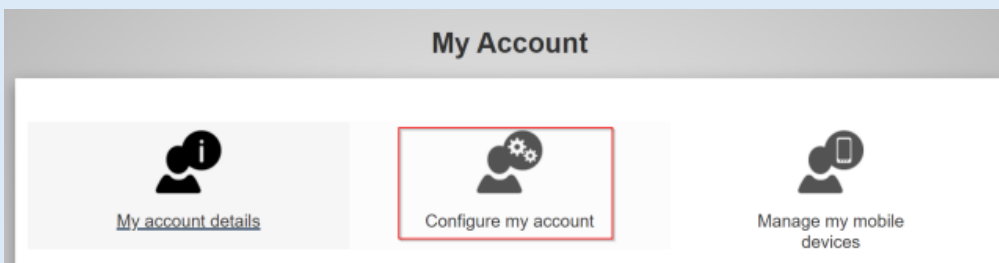 My Account
i
My account details
Configure my account
Manage my mobile
devices